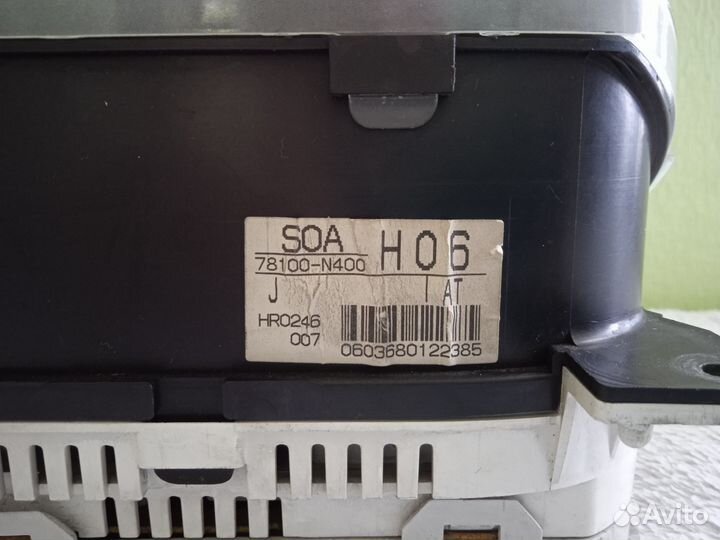 SOA H06
78100-N400
J AT
HR0246
007 0603680122385
Avito